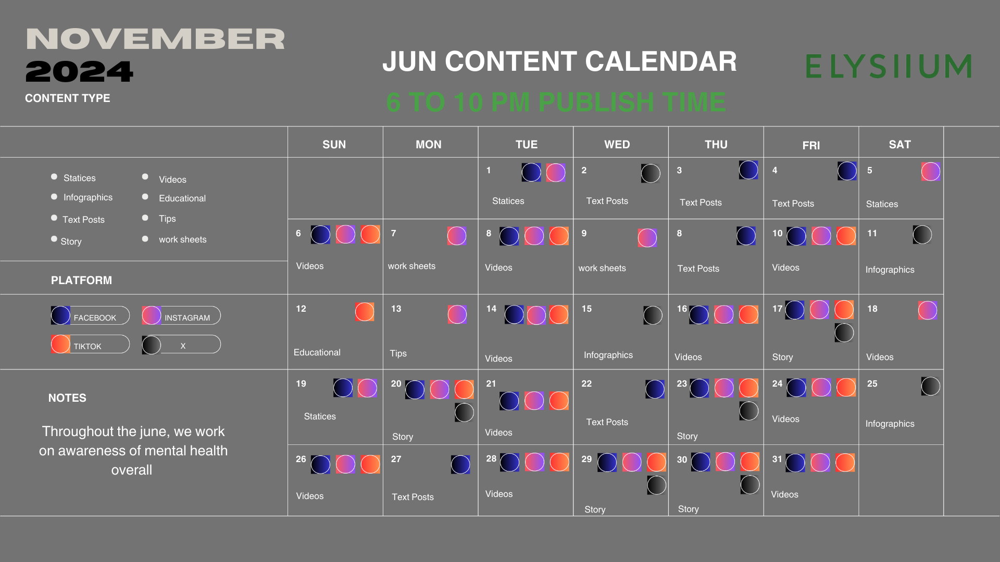 NOVEMBER
2024
CONTENT TYPE
JUN CONTENT CALENDAR
6 TO 10 PM PUBLISH TIME
ELYSIIUM
SUN MON TUE WED THU FRI SAT
Statices
Infographics
Text Posts
Story
Videos
Educational
Tips
work sheets
PLATFORM
FACEBOOK
INSTAGRAM
TIKTOK
X
NOTES
Throughout the june, we work
on awareness of mental health
overall
1
Statices
2
Text Posts
3
Text Posts
4
Text Posts
5
Statices
6
Videos
7
work sheets
8
Videos
9
work sheets
8
Text Posts
10
Videos
11
Infographics
12
Educational
13
Tips
14
Videos
15
Infographics
16
Videos
17
Story
18
Videos
19
Statices
20
Story
21
Videos
22
Text Posts
23
Story
24
Videos
25
Infographics
26
Videos
27
Text Posts
28
Videos
29
Story
30
Story
31
Videos